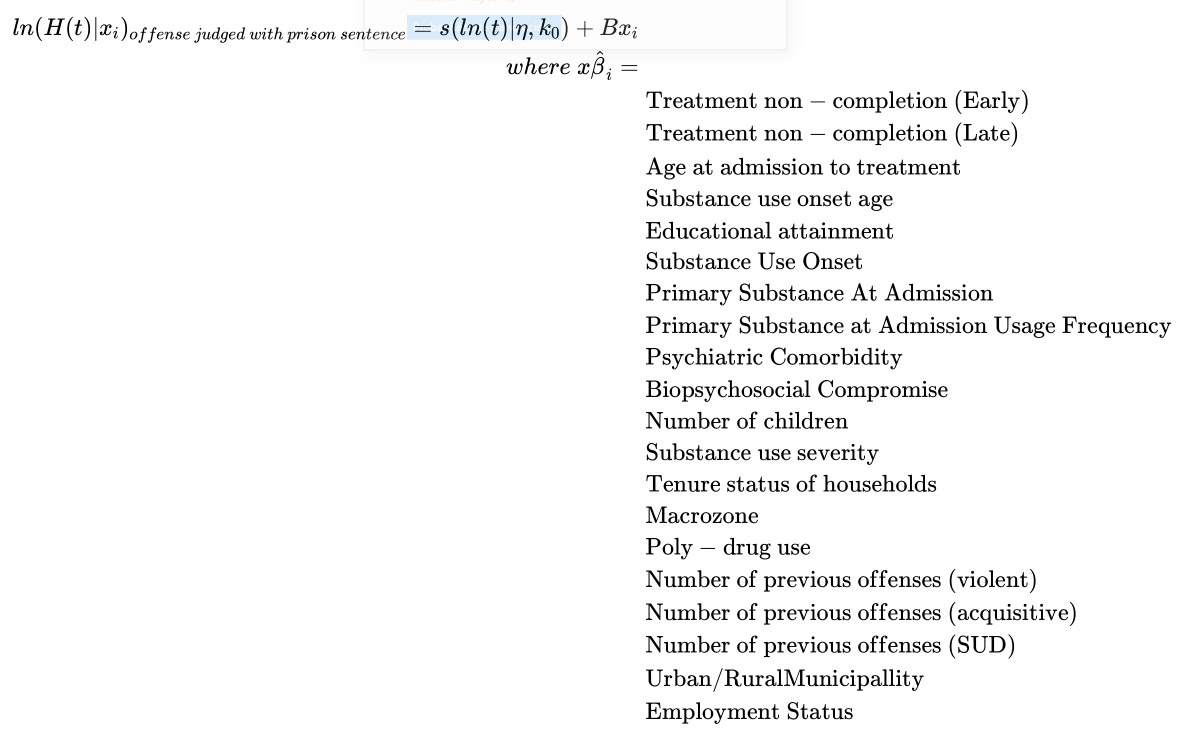 ln(H(t)|x_i)_{offense judged with prison sentence} = s(ln(t)|η, k_0) + Bx_i
where xβ̂_i =
Treatment non − completion (Early)
Treatment non − completion (Late)
Age at admission to treatment
Substance use onset age
Educational attainment
Substance Use Onset
Primary Substance At Admission
Primary Substance at Admission Usage Frequency
Psychiatric Comorbidity
Biopsychosocial Compromise
Number of children
Substance use severity
Tenure status of households
Macrozone
Poly − drug use
Number of previous offenses (violent)
Number of previous offenses (acquisitive)
Number of previous offenses (SUD)
Urban/RuralMunicipallity
Employment Status